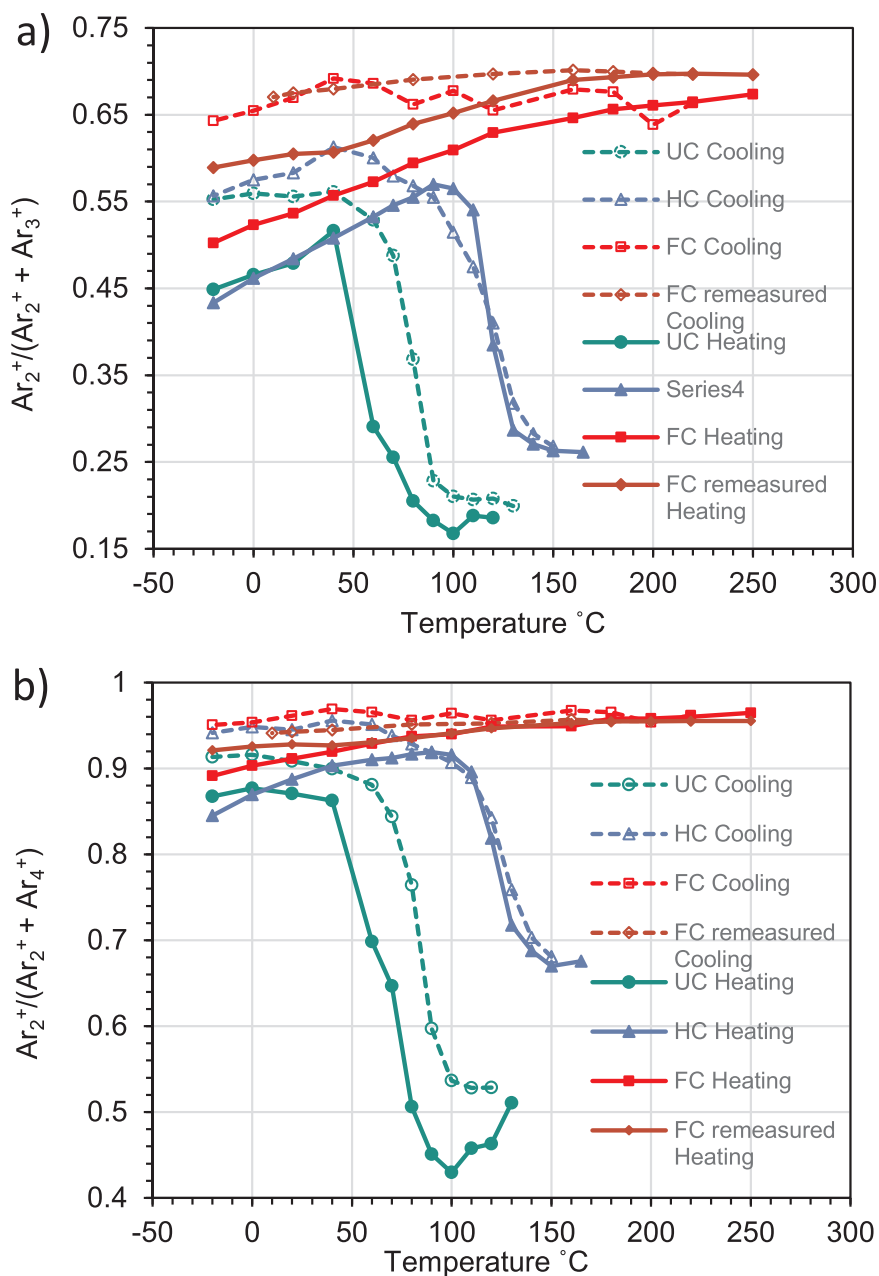 a)
0.75
0.65
0.55
0.45
0.35
0.25
0.15
Ar₂⁺/(Ar₂⁺ + Ar₃⁺)
-50 0 50 100 150 200 250 300
Temperature ˚C
UC Cooling
HC Cooling
FC Cooling
FC remeasured
Cooling
UC Heating
Series4
FC Heating
FC remeasured
Heating
b)
1
0.9
0.8
0.7
0.6
0.5
0.4
Ar₂⁺/(Ar₂⁺ + Ar₄⁺)
-50 0 50 100 150 200 250 300
Temperature ˚C
UC Cooling
HC Cooling
FC Cooling
FC remeasured
Cooling
UC Heating
HC Heating
FC Heating
FC remeasured
Heating